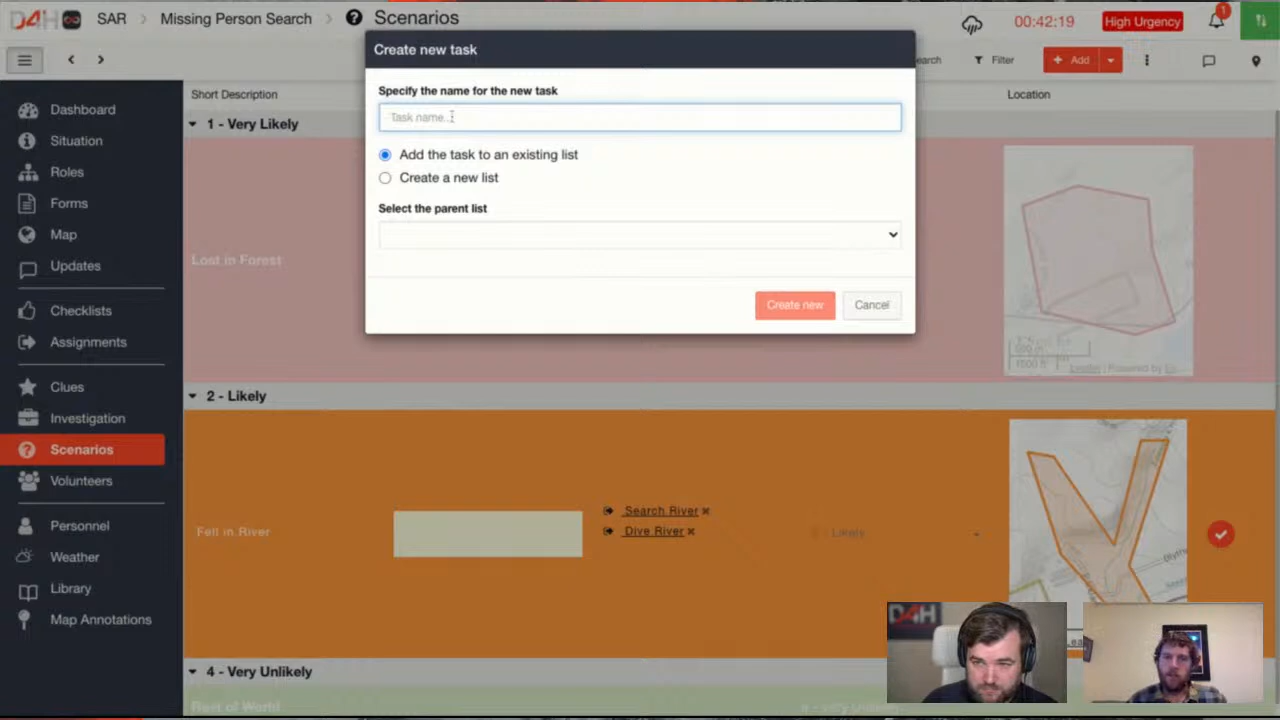 D4H SAR Missing Person Search Scenarios 00:42:19 High Urgency 1
Create new task
Specify the name for the new task
Task name...
Add the task to an existing list
Create a new list
Select the parent list
Create new Cancel
Filter Add
Short Description Location
1 - Very Likely
Lost in Forest
2 - Likely
Fell in River
Search River
Dive River
Likely
4 - Very Unlikely
Rest of World
Dashboard
Situation
Roles
Forms
Map
Updates
Checklists
Assignments
Clues
Investigation
Scenarios
Volunteers
Personnel
Weather
Library
Map Annotations
D4H